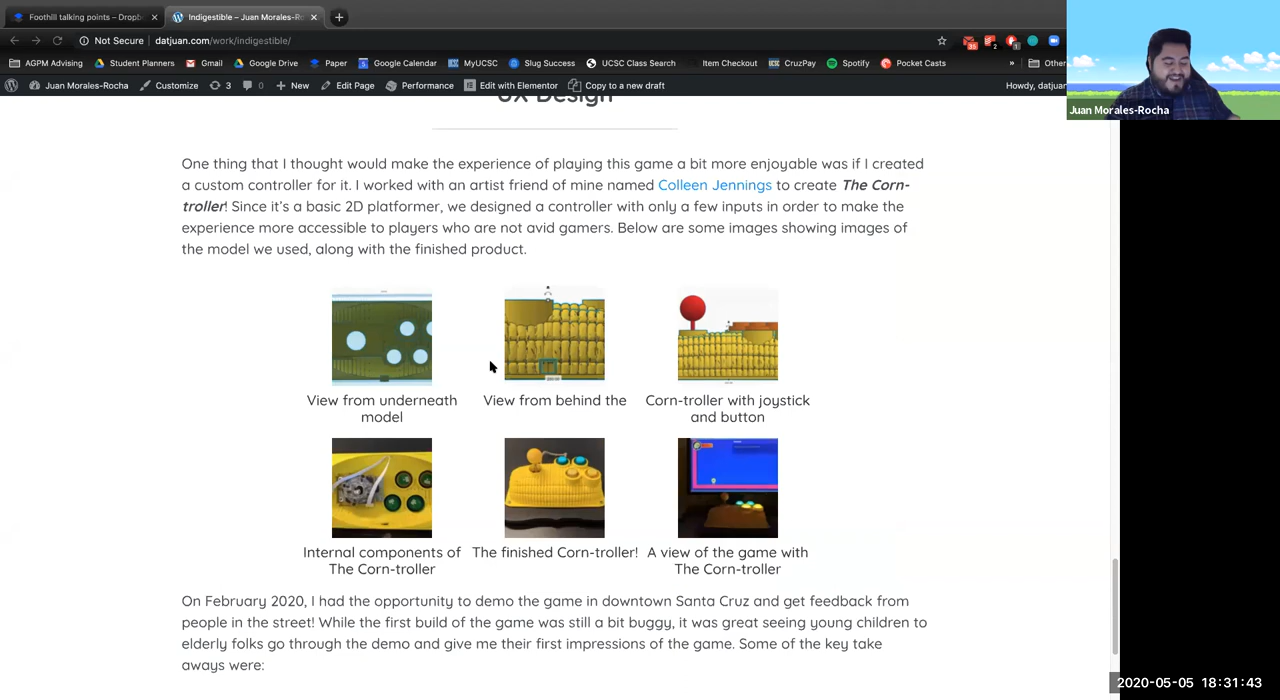 Foothill talking points – Dropb
Indigestible – Juan Morales-Ro
Not Secure | datjuan.com/work/indigestible/
AGPM Advising Student Planners Gmail Google Drive Paper Google Calendar MyUCSC Slug Success UCSC Class Search Item Checkout CruzPay Spotify Pocket Casts » Other
Juan Morales-Rocha Customize 3 0 New Edit Page Performance Edit with Elementor Copy to a new draft Howdy, datjuan
Juan Morales-Rocha
UX Design
One thing that I thought would make the experience of playing this game a bit more enjoyable was if I created
a custom controller for it. I worked with an artist friend of mine named Colleen Jennings to create The Corn-
troller! Since it's a basic 2D platformer, we designed a controller with only a few inputs in order to make the
experience more accessible to players who are not avid gamers. Below are some images showing images of
the model we used, along with the finished product.
View from underneath
model
View from behind the
Corn-troller with joystick
and button
Internal components of
The Corn-troller
The finished Corn-troller!
A view of the game with
The Corn-troller
On February 2020, I had the opportunity to demo the game in downtown Santa Cruz and get feedback from
people in the street! While the first build of the game was still a bit buggy, it was great seeing young children to
elderly folks go through the demo and give me their first impressions of the game. Some of the key take
aways were:
2020-05-05 18:31:43